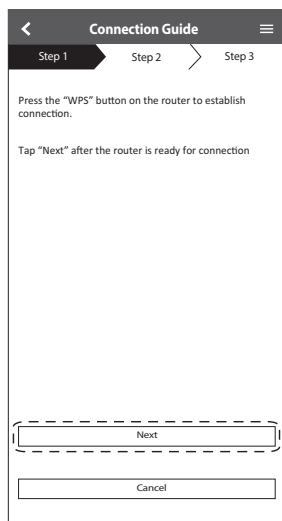 Connection Guide
Step 1
Step 2
Step 3
Press the “WPS” button on the router to establish
connection.
Tap “Next” after the router is ready for connection
Next
Cancel